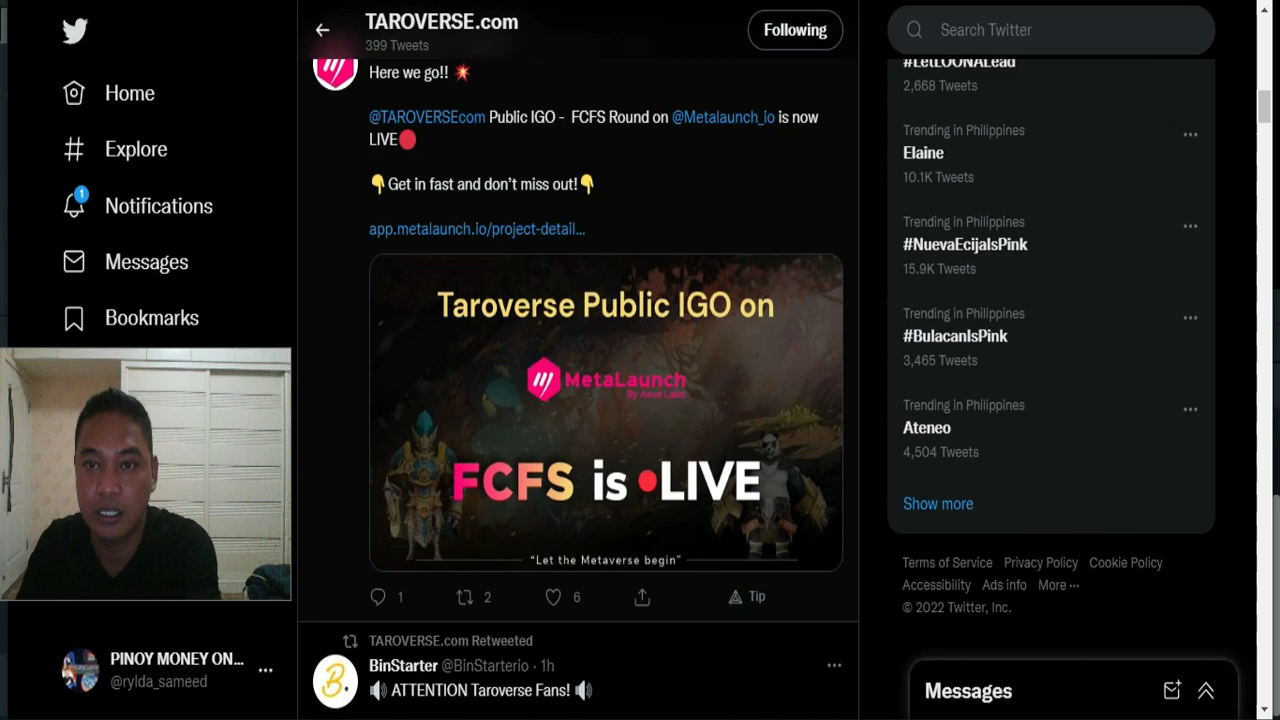 Home
Explore
1
Notifications
Messages
Bookmarks
PINOY MONEY ON...
@rylda_sameed
TAROVERSE.com
399 Tweets
Following
Here we go!! 💥
@TAROVERSEcom Public IGO - FCFS Round on @Metalaunch_io is now
LIVE🔴
👇Get in fast and don't miss out!👇
app.metalaunch.io/project-detail...
Taroverse Public IGO on
MetaLaunch
By Asva Labs
FCFS is LIVE
"Let the Metaverse begin"
1
2
6
Tip
TAROVERSE.com Retweeted
BinStarter @BinStarterio · 1h
🔊 ATTENTION Taroverse Fans! 🔊
Search Twitter
#LetLOONALead
2,668 Tweets
Trending in Philippines
Elaine
10.1K Tweets
Trending in Philippines
#NuevaEcijaIsPink
15.9K Tweets
Trending in Philippines
#BulacanIsPink
3,465 Tweets
Trending in Philippines
Ateneo
4,504 Tweets
Show more
Terms of Service Privacy Policy Cookie Policy
Accessibility Ads info More ···
© 2022 Twitter, Inc.
Messages